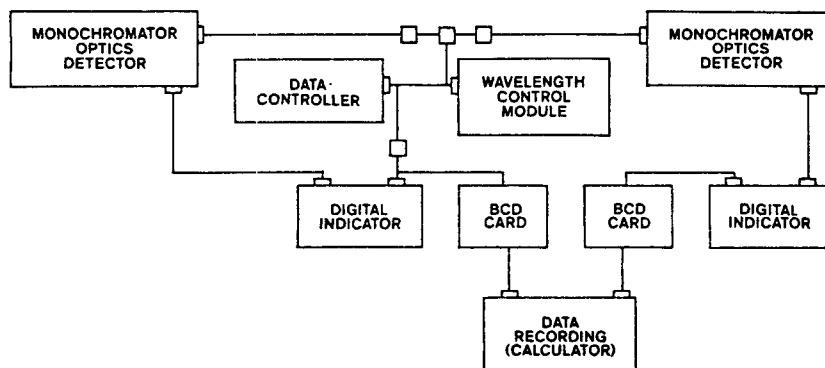 MONOCHROMATOR
OPTICS
DETECTOR
MONOCHROMATOR
OPTICS
DETECTOR
DATA-
CONTROLLER
WAVELENGTH
CONTROL
MODULE
DIGITAL
INDICATOR
BCD
CARD
BCD
CARD
DIGITAL
INDICATOR
DATA
RECORDING
(CALCULATOR)